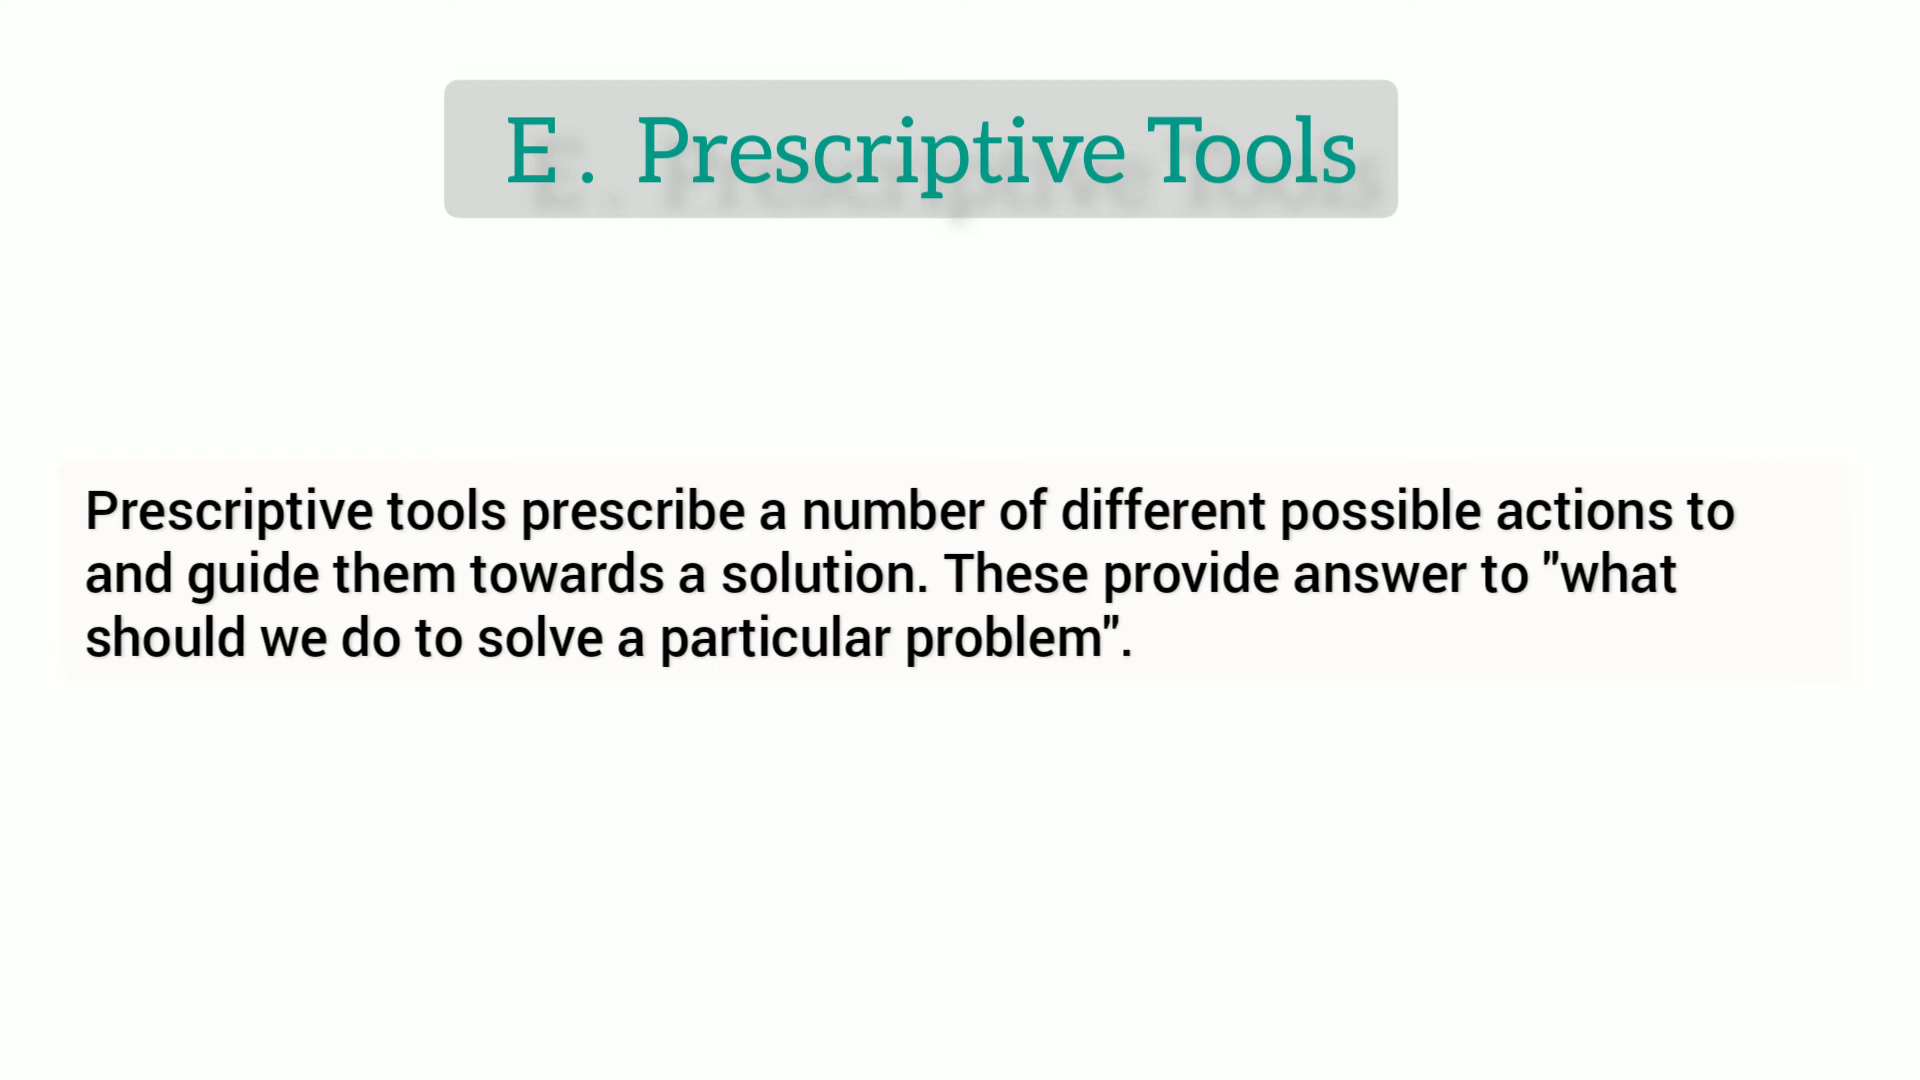 E . Prescriptive Tools
Prescriptive tools prescribe a number of different possible actions to
and guide them towards a solution. These provide answer to "what
should we do to solve a particular problem".